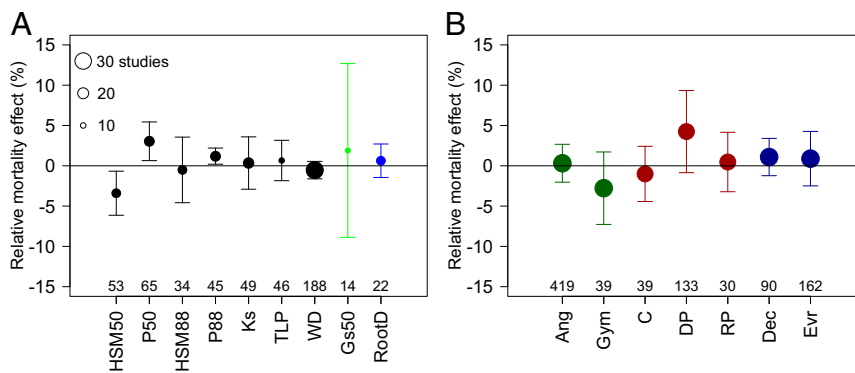 A
Relative mortality effect (%)
15
10
5
0
-5
-10
-15
30 studies
20
10
53 65 34 45 49 46 188 14 22
HSM50 P50 HSM88 P88 Ks TLP WD Gs50 RootD
B
Relative mortality effect (%)
15
10
5
0
-5
-10
-15
419 39 39 133 30 90 162
Ang Gym C DP RP Dec Evr